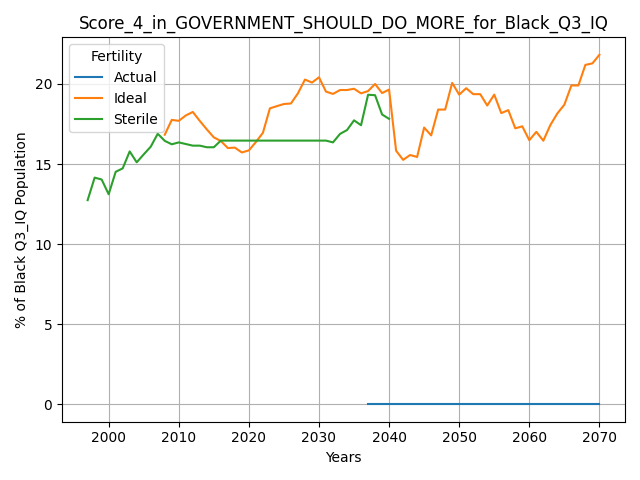 Score_4_in_GOVERNMENT_SHOULD_DO_MORE_for_Black_Q3_IQ
Fertility
Actual
Ideal
Sterile
% of Black Q3_IQ Population
20
15
10
5
0
2000 2010 2020 2030 2040 2050 2060 2070
Years